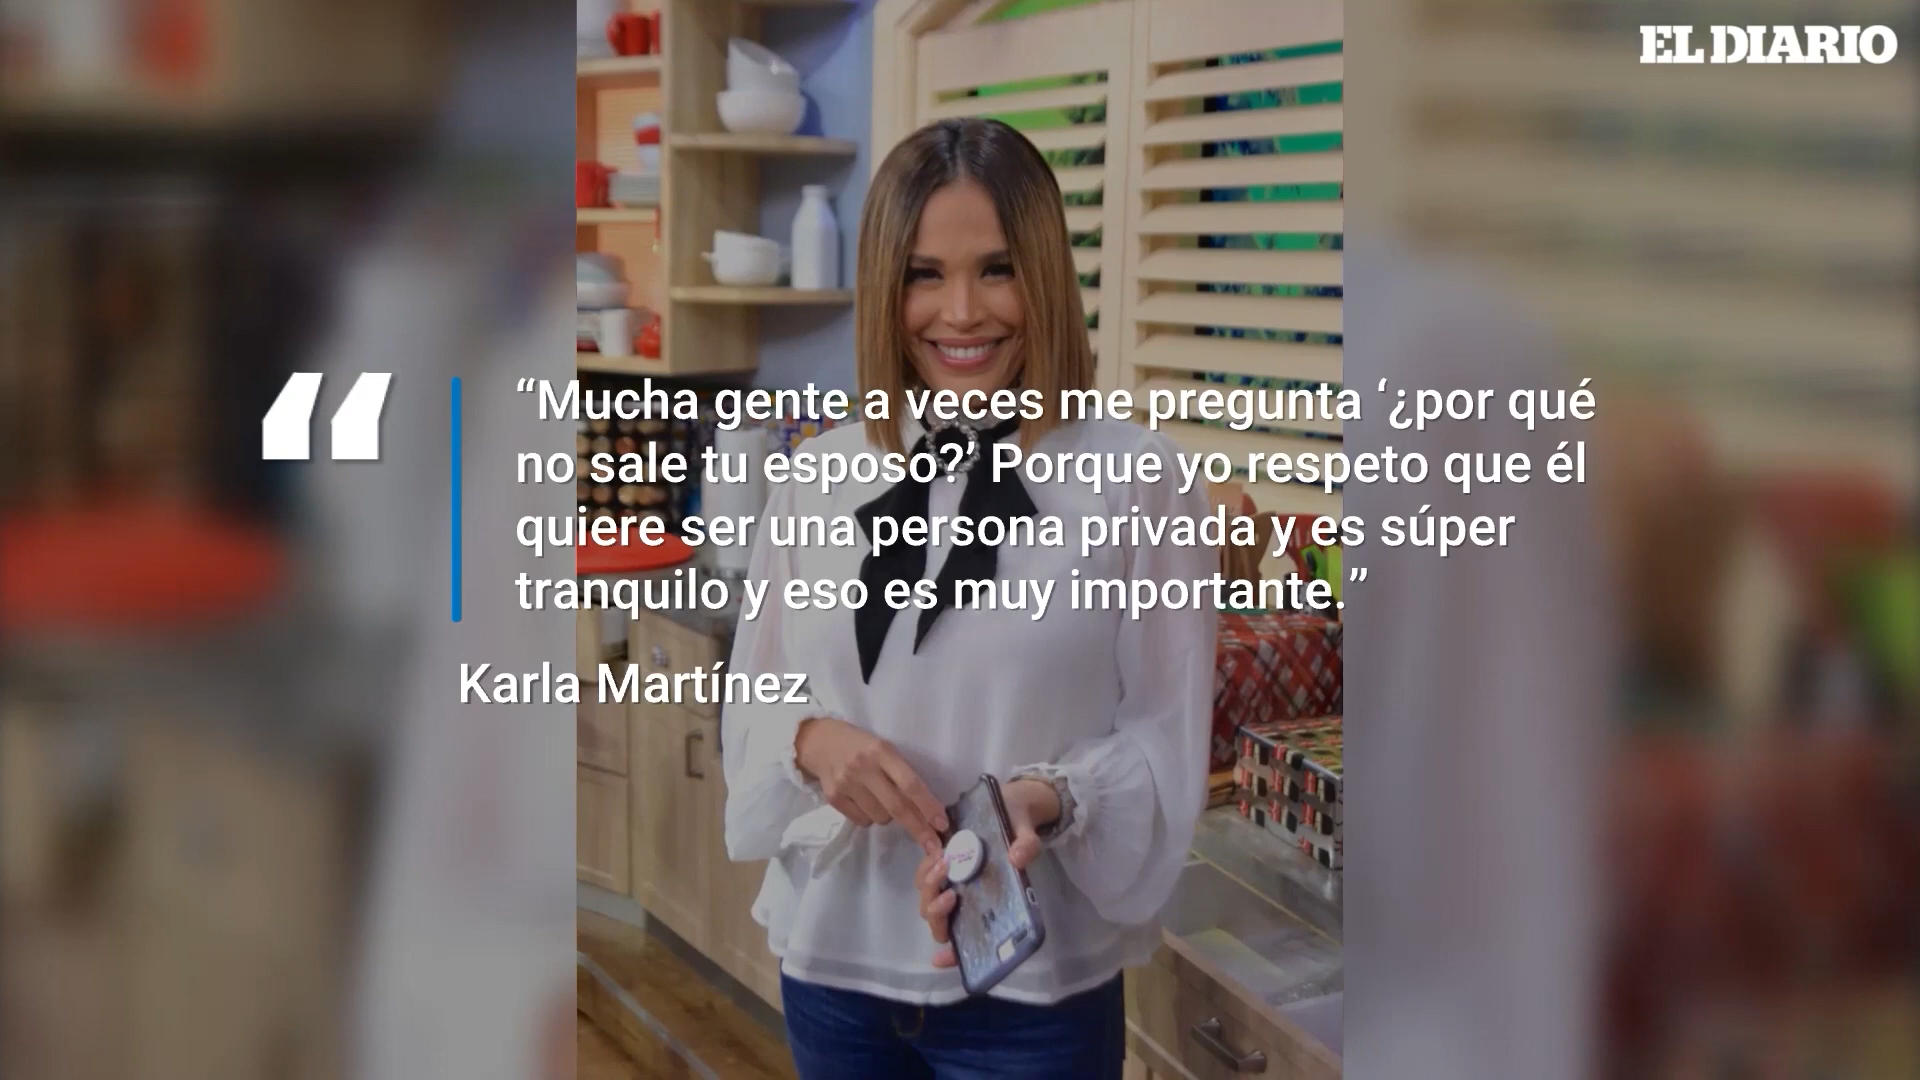 EL DIARIO
“Mucha gente a veces me pregunta ‘¿por qué
no sale tu esposo?’ Porque yo respeto que él
quiere ser una persona privada y es súper
tranquilo y eso es muy importante.”
Karla Martínez